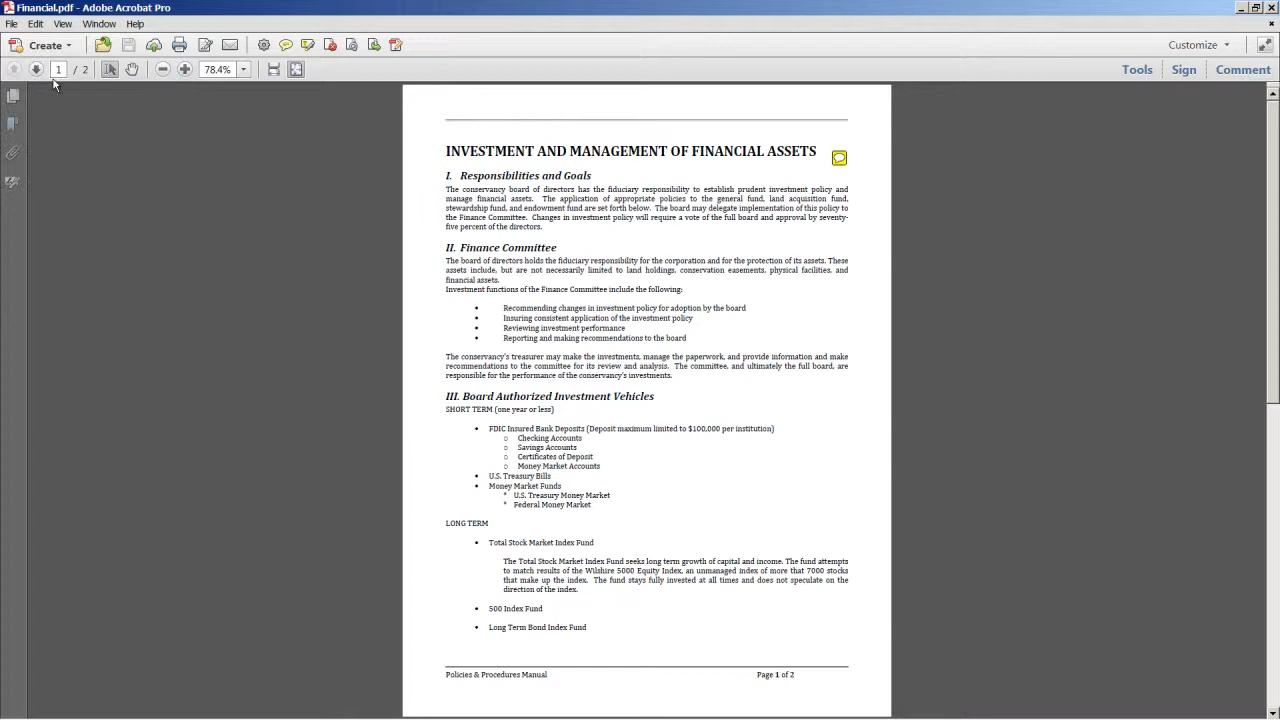 Financial.pdf - Adobe Acrobat Pro
File Edit View Window Help
Create Customize
1 / 2 78.4% Tools Sign Comment
INVESTMENT AND MANAGEMENT OF FINANCIAL ASSETS
I. Responsibilities and Goals
The conservancy board of directors has the fiduciary responsibility to establish prudent investment policy and
manage financial assets. The application of appropriate policies to the general fund, land acquisition fund,
stewardship fund, and endowment fund are set forth below. The board may delegate implementation of this policy to
the Finance Committee. Changes in investment policy will require a vote of the full board and approval by seventy-
five percent of the directors.
II. Finance Committee
The board of directors holds the fiduciary responsibility for the corporation and for the protection of its assets. These
assets include, but are not necessarily limited to land holdings, conservation easements, physical facilities, and
financial assets.
Investment functions of the Finance Committee include the following:
• Recommending changes in investment policy for adoption by the board
• Insuring consistent application of the investment policy
• Reviewing investment performance
• Reporting and making recommendations to the board
The conservancy's treasurer may make the investments, manage the paperwork, and provide information and make
recommendations to the committee for its review and analysis. The committee, and ultimately the full board, are
responsible for the performance of the conservancy's investments.
III. Board Authorized Investment Vehicles
SHORT TERM (one year or less)
• FDIC Insured Bank Deposits (Deposit maximum limited to $100,000 per institution)
o Checking Accounts
o Savings Accounts
o Certificates of Deposit
o Money Market Accounts
• U.S. Treasury Bills
• Money Market Funds
* U.S. Treasury Money Market
* Federal Money Market
LONG TERM
• Total Stock Market Index Fund
The Total Stock Market Index Fund seeks long term growth of capital and income. The fund attempts
to match results of the Wilshire 5000 Equity Index, an unmanaged index of more that 7000 stocks
that make up the index. The fund stays fully invested at all times and does not speculate on the
direction of the index.
• 500 Index Fund
• Long Term Bond Index Fund
Policies & Procedures Manual Page 1 of 2